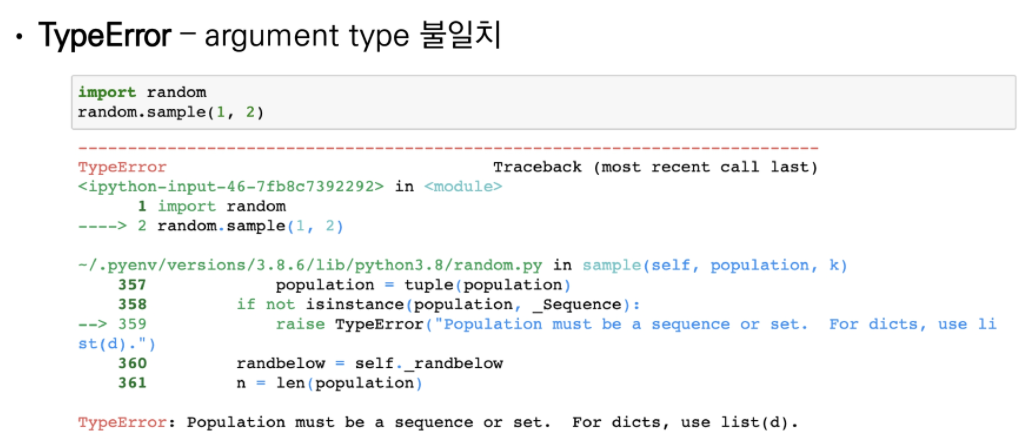 • TypeError – argument type 불일치
import random
random.sample(1, 2)
---------------------------------------------------------------------------
TypeError                                 Traceback (most recent call last)
<ipython-input-46-7fb8c7392292> in <module>
      1 import random
----> 2 random.sample(1, 2)
~/.pyenv/versions/3.8.6/lib/python3.8/random.py in sample(self, population, k)
    357             population = tuple(population)
    358         if not isinstance(population, _Sequence):
--> 359             raise TypeError("Population must be a sequence or set.  For dicts, use li
st(d).")
    360         randbelow = self._randbelow
    361         n = len(population)
TypeError: Population must be a sequence or set.  For dicts, use list(d).